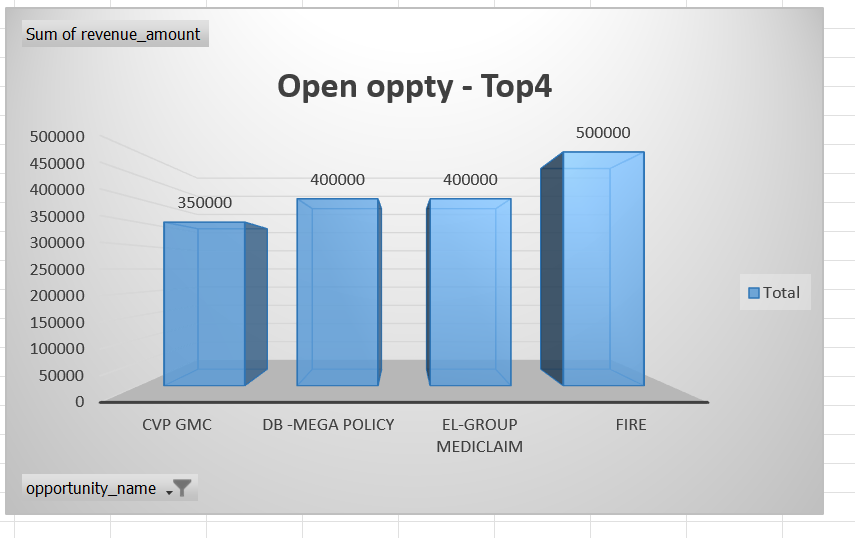 Sum of revenue_amount
Open oppty - Top4
500000
450000
400000
350000
300000
250000
200000
150000
100000
50000
0
350000
400000
400000
500000
CVP GMC
DB -MEGA POLICY
EL-GROUP
MEDICLAIM
FIRE
Total
opportunity_name